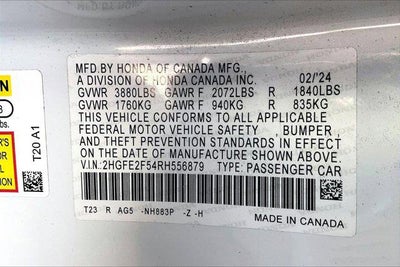 MFD.BY HONDA OF CANADA MFG.
A DIVISION OF HONDA CANADA INC. 02/'24
GVWR 3880LBS GAWR F 2072LBS R 1840LBS
GVWR 1760KG GAWR F 940KG R 835KG
THIS VEHICLE CONFORMS TO ALL APPLICABLE
FEDERAL MOTOR VEHICLE SAFETY , BUMPER ,
AND THEFT PREVENTION STANDARDS IN EFFECT
ON THE DATE OF MANUFACTURE SHOWN ABOVE.
V.I.N:2HGFE2F54RH556879 TYPE: PASSENGER CAR
T23 R AG5 -NH883P -Z -H
MADE IN CANADA
T20 A1